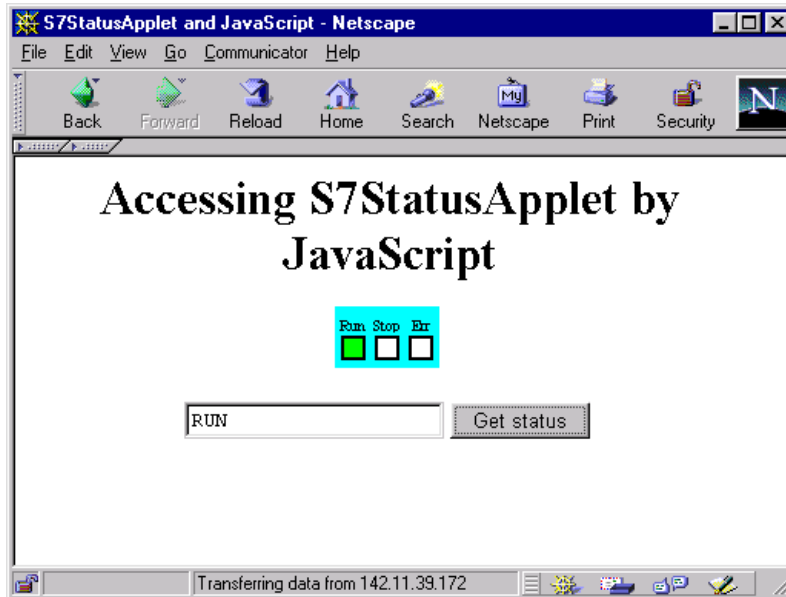 S7StatusApplet and JavaScript - Netscape
File Edit View Go Communicator Help
My N
Back Forward Reload Home Search Netscape Print Security
Accessing S7StatusApplet by
JavaScript
Run Stop Err
RUN Get status
Transferring data from 142.11.39.172